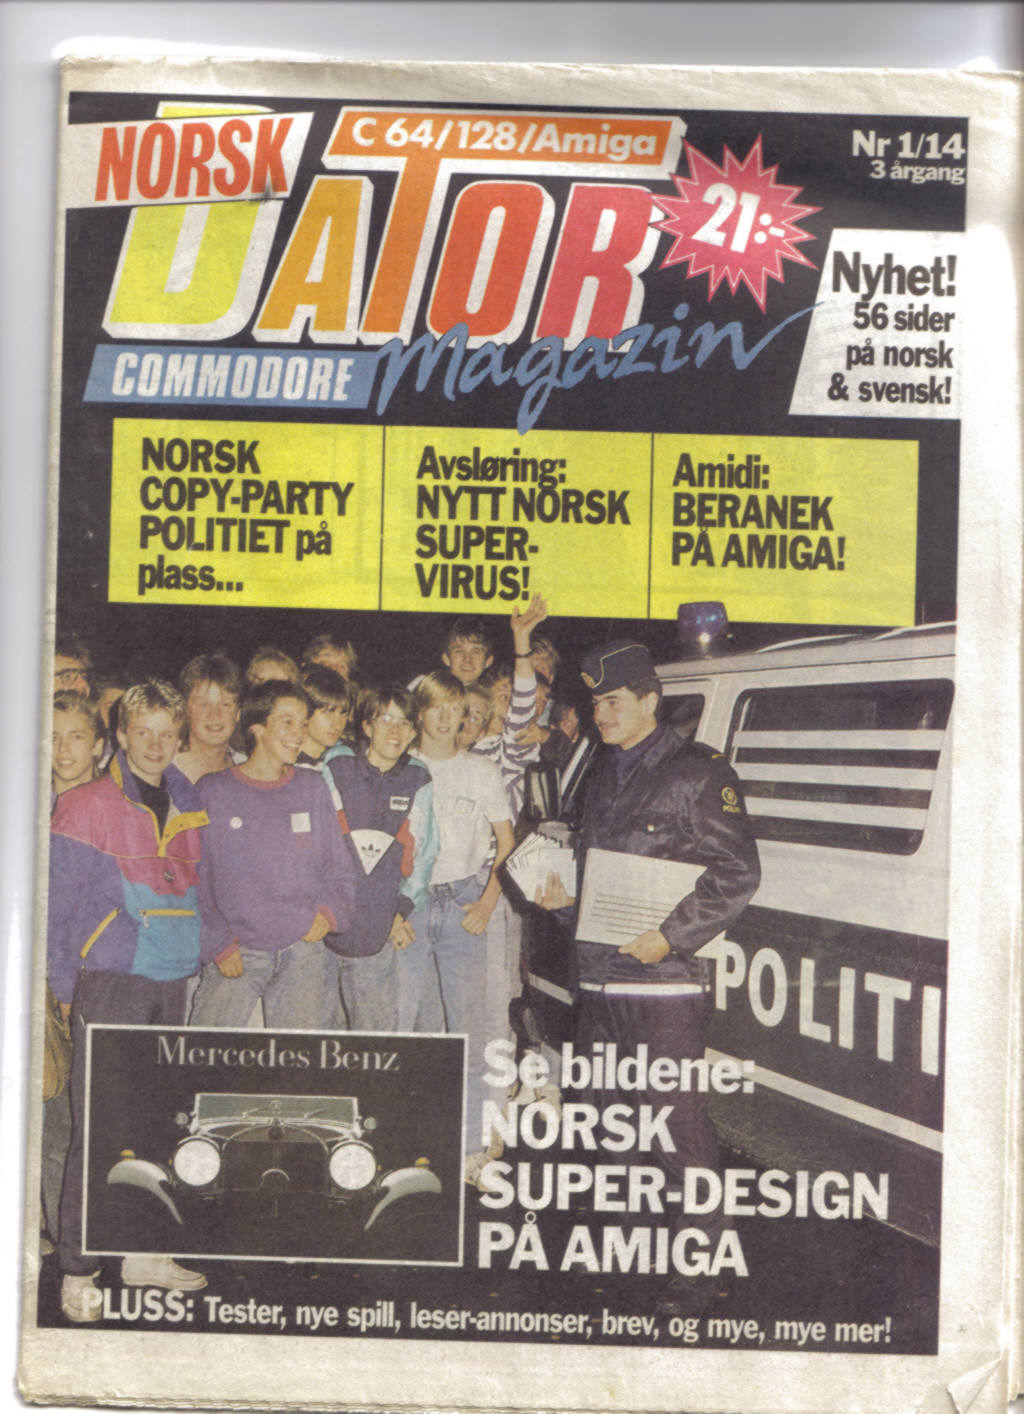 NORSK
C 64/128/Amiga
DATOR
COMMODORE Magazin
21:-
Nr 1/14
3 årgang
Nyhet!
56 sider
på norsk
& svensk!
NORSK
COPY-PARTY
POLITIET på
plass...
Avsløring:
NYTT NORSK
SUPER-
VIRUS!
Amidi:
BERANEK
PÅ AMIGA!
POLITI
POLITI
Mercedes Benz
Se bildene:
NORSK
SUPER-DESIGN
PÅ AMIGA
PLUSS: Tester, nye spill, leser-annonser, brev, og mye, mye mer!